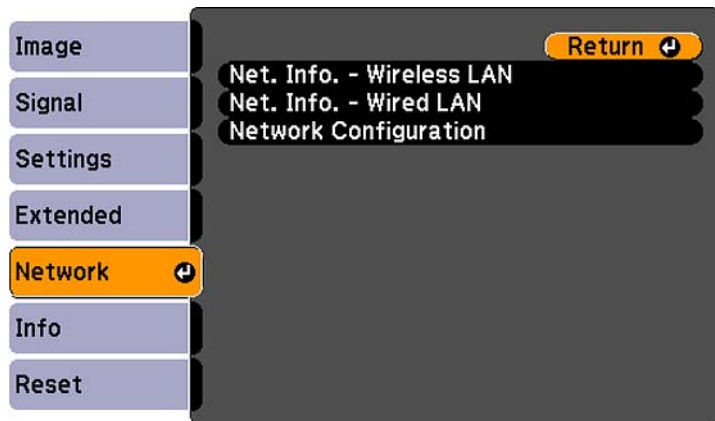 Image
Signal
Settings
Extended
Network
Info
Reset
Return
Net. Info. - Wireless LAN
Net. Info. - Wired LAN
Network Configuration